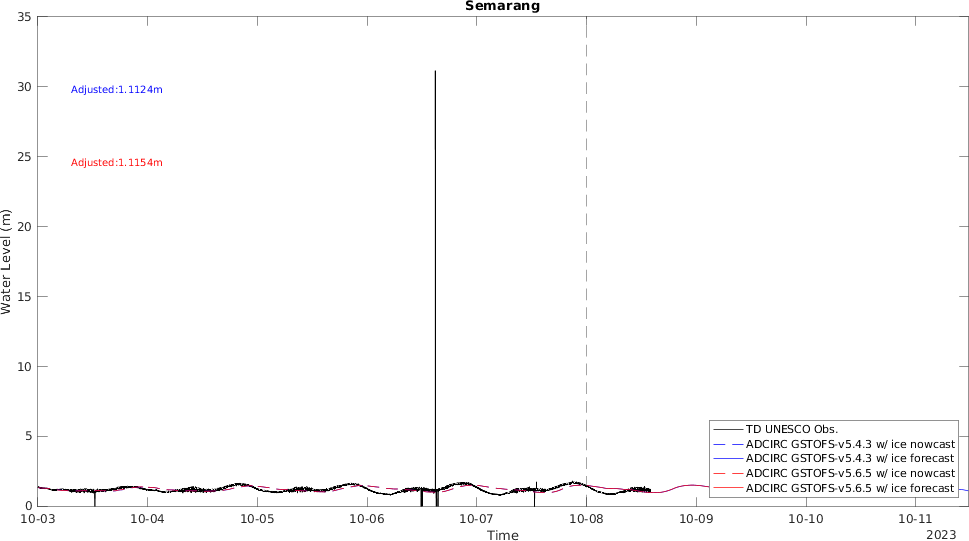 Semarang
35
30
25
20
15
10
5
0
Water Level (m)
Adjusted:1.1124m
Adjusted:1.1154m
TD UNESCO Obs.
ADCIRC GSTOFS-v5.4.3 w/ ice nowcast
ADCIRC GSTOFS-v5.4.3 w/ ice forecast
ADCIRC GSTOFS-v5.6.5 w/ ice nowcast
ADCIRC GSTOFS-v5.6.5 w/ ice forecast
10-03 10-04 10-05 10-06 10-07 10-08 10-09 10-10 10-11
Time
2023